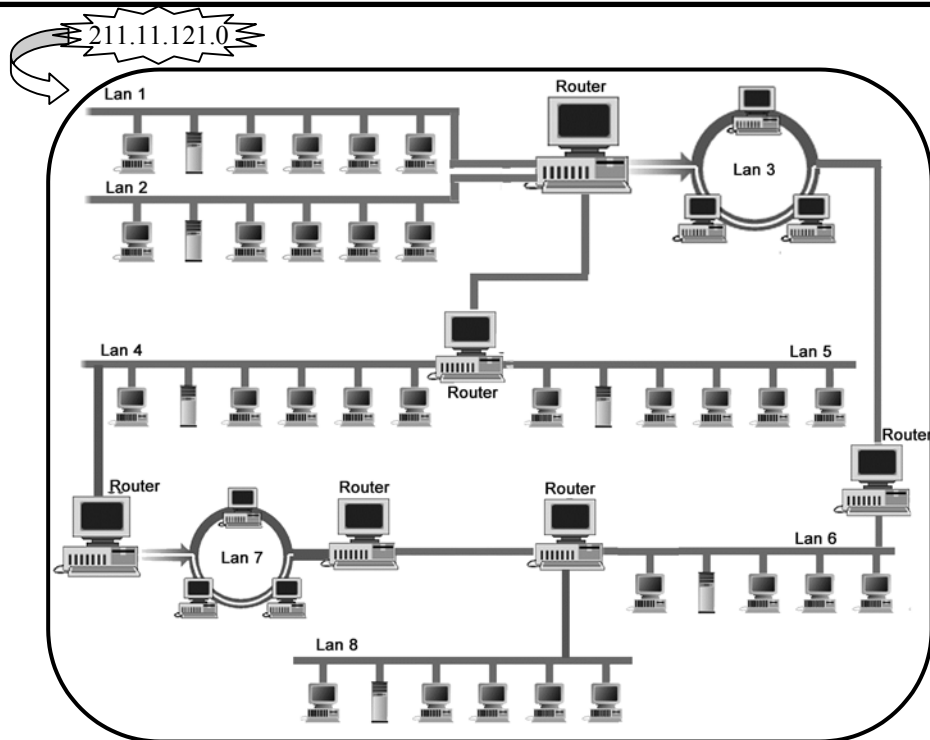 211.11.121.0
Router
Lan 1
Lan 3
Lan 2
Lan 4
Lan 5
Router
Router
Router
Router
Router
Lan 6
Lan 7
Lan 8